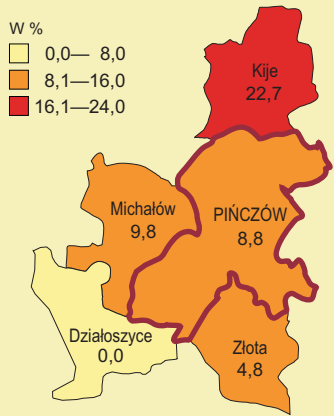 W %
0,0— 8,0
8,1—16,0
16,1—24,0
Kije
22,7
Michałów
9,8
PIŃCZÓW
8,8
Działoszyce
0,0
Złota
4,8